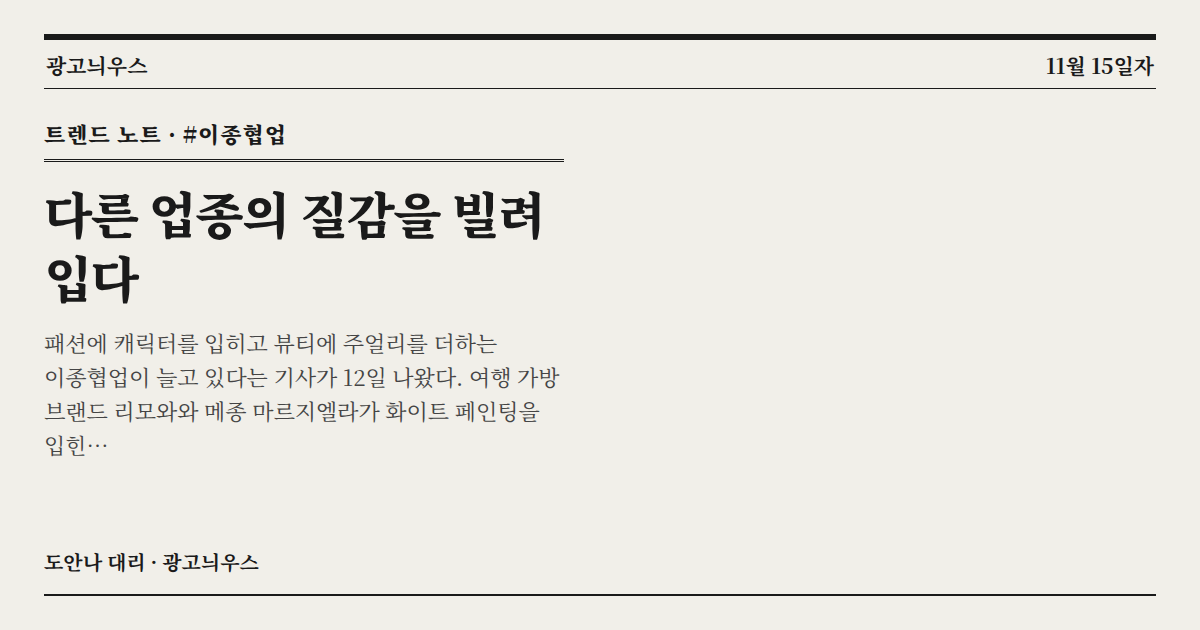 광고늬우스
11월 15일자
트렌드 노트 · #이종협업
다른 업종의 질감을 빌려
입다
패션에 캐릭터를 입히고 뷰티에 주얼리를 더하는
이종협업이 늘고 있다는 기사가 12일 나왔다. 여행 가방
브랜드 리모와와 메종 마르지엘라가 화이트 페인팅을
입힌…
도안나 대리 · 광고늬우스